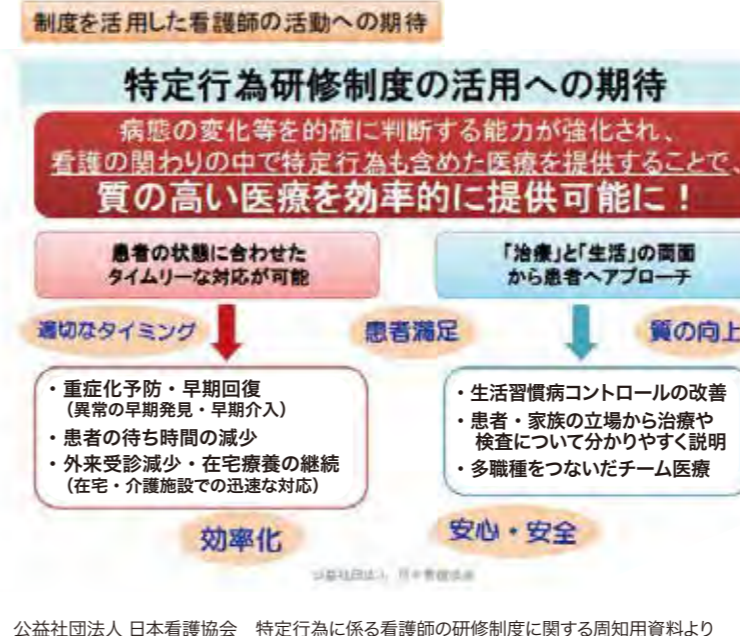 制度を活用した看護師の活動への期待
特定行為研修制度の活用への期待
病態の変化等を的確に判断する能力が強化され、
看護の関わりの中で特定行為も含めた医療を提供することで、
質の高い医療を効率的に提供可能に！
患者の状態に合わせた
タイムリーな対応が可能
「治療」と「生活」の両面
から患者へアプローチ
適切なタイミング
患者満足
質の向上
・重症化予防・早期回復
（異常の早期発見・早期介入）
・患者の待ち時間の減少
・外来受診減少・在宅療養の継続
（在宅・介護施設での迅速な対応）
・生活習慣病コントロールの改善
・患者・家族の立場から治療や
検査について分かりやすく説明
・多職種をつないだチーム医療
効率化
安心・安全
公益社団法人 日本看護協会
公益社団法人 日本看護協会　特定行為に係る看護師の研修制度に関する周知用資料より